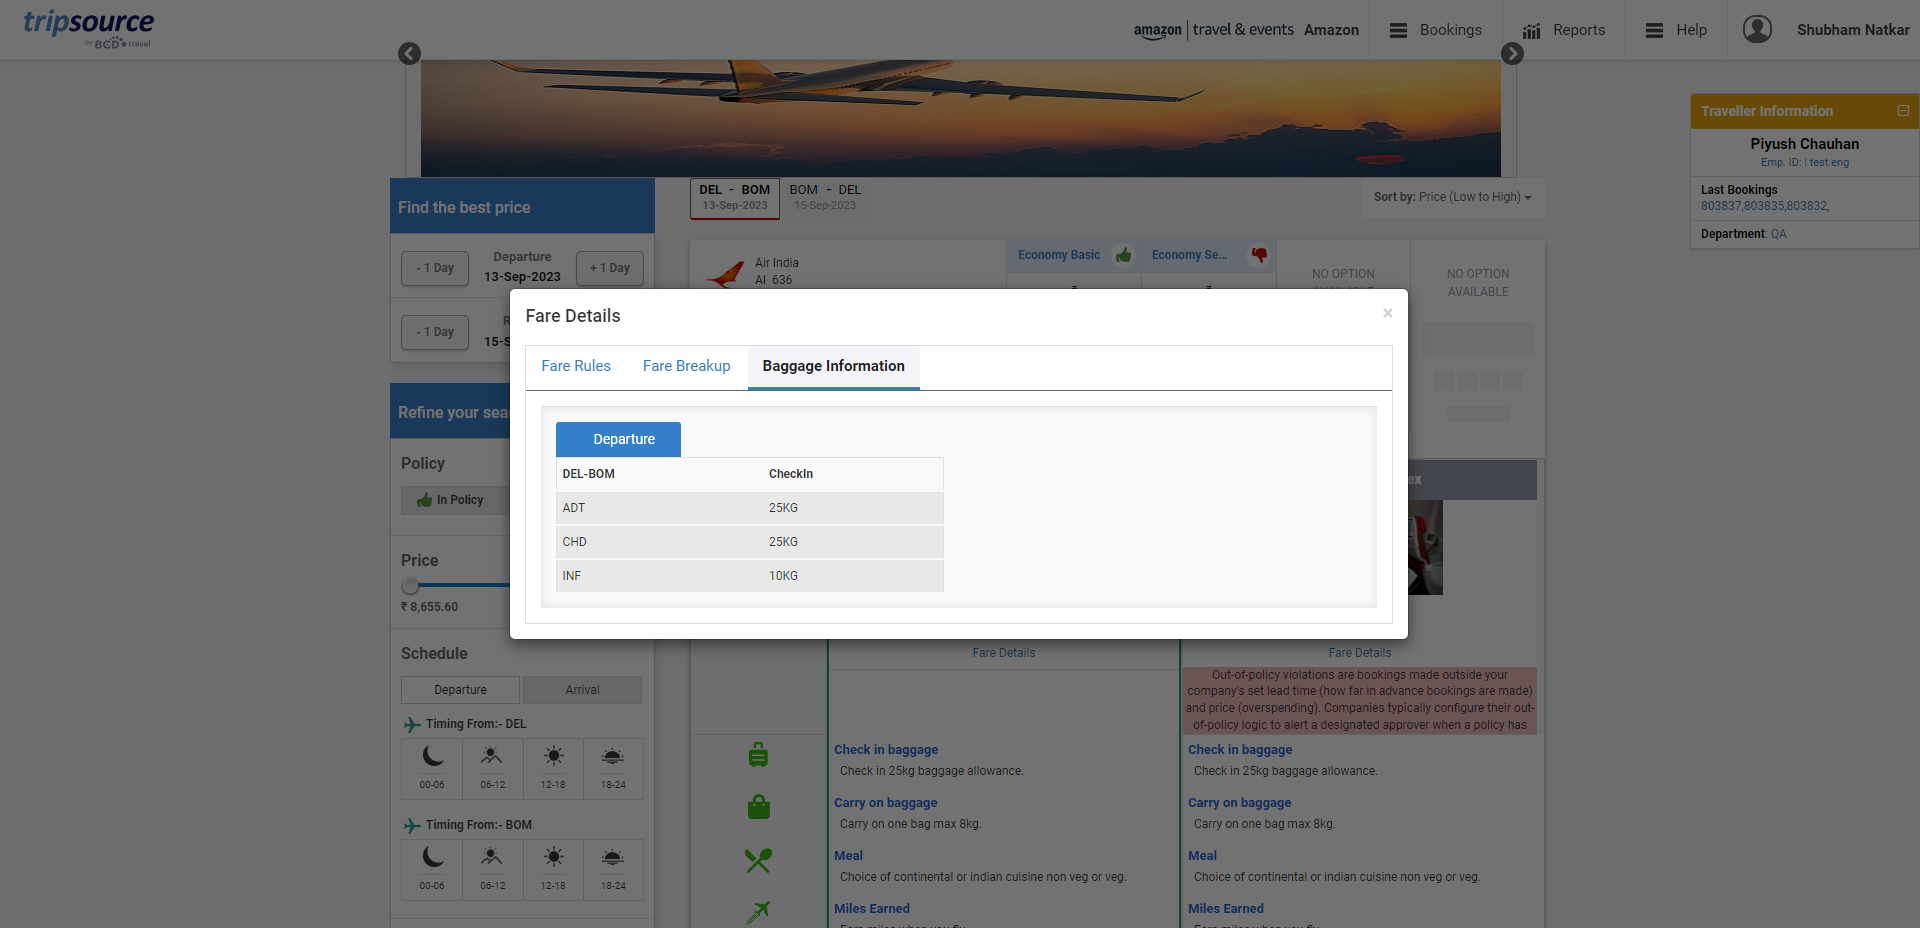 tripsource
by BCD travel
amazon | travel & events Amazon
Bookings
Reports
Help
Shubham Natkar
Traveller Information
Piyush Chauhan
Emp. ID: | test eng
Last Bookings
803837,803835,803832,
Department: QA
Find the best price
- 1 Day
Departure
13-Sep-2023
+ 1 Day
- 1 Day
R
15-S
DEL - BOM
13-Sep-2023
BOM - DEL
15-Sep-2023
Sort by: Price (Low to High)
Air India
AI 636
Economy Basic
Economy Se...
NO OPTION
NO OPTION
AVAILABLE
Fare Details
×
Fare Rules
Fare Breakup
Baggage Information
Departure
DEL-BOM CheckIn
ADT 25KG
CHD 25KG
INF 10KG
Refine your sea
Policy
In Policy
Price
₹ 8,655.60
Schedule
Departure
Arrival
Timing From:- DEL
00-06 06-12 12-18 18-24
Timing From:- BOM
00-06 06-12 12-18 18-24
ex
Fare Details
Fare Details
Out-of-policy violations are bookings made outside your
company's set lead time (how far in advance bookings are made)
and price (overspending). Companies typically configure their out-
of-policy logic to alert a designated approver when a policy has
Check in baggage
Check in 25kg baggage allowance.
Carry on baggage
Carry on one bag max 8kg.
Meal
Choice of continental or indian cuisine non veg or veg.
Miles Earned
Check in baggage
Check in 25kg baggage allowance.
Carry on baggage
Carry on one bag max 8kg.
Meal
Choice of continental or indian cuisine non veg or veg.
Miles Earned